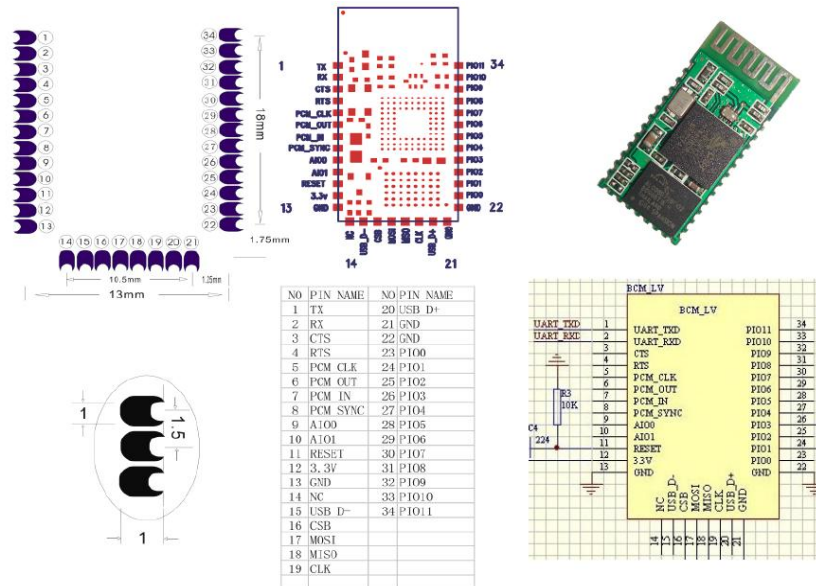 1
2
3
4
5
6
7
8
9
10
11
12
13
34
33
32
31
30
29
28
27
26
25
24
23
22
14 15 16 17 18 19 20 21
18mm
1.75mm
10.5mm
1.25mm
13mm
1
1.5
1
1
34
TX PIO11
RX PIO10
CTS PIO9
RTS PIO8
PCM_CLK PIO7
PCM_OUT PIO6
PCM_IN PIO5
PCM_SYNC PIO4
AIO0 PIO3
AIO1 PIO2
RESET PIO1
3.3v PIO0
GND GND
13
22
NC
USB_D-
CSB
MOSI
MISO
CLK
USB_D+
GND
14
21
NO PIN NAME NO PIN NAME
1 TX 20 USB D+
2 RX 21 GND
3 CTS 22 GND
4 RTS 23 PIO0
5 PCM CLK 24 PIO1
6 PCM OUT 25 PIO2
7 PCM IN 26 PIO3
8 PCM SYNC 27 PIO4
9 AIO0 28 PIO5
10 AIO1 29 PIO6
11 RESET 30 PIO7
12 3.3V 31 PIO8
13 GND 32 PIO9
14 NC 33 PIO10
15 USB D- 34 PIO11
16 CSB
17 MOSI
18 MISO
19 CLK
BCM_LV
BCM_LV
UART_TXD 1 UART_TXD PIO11 34
UART_RXD 2 UART_RXD PIO10 33
3 CTS PIO9 32
4 RTS PIO8 31
5 PCM_CLK PIO7 30
6 PCM_OUT PIO6 29
7 PCM_IN PIO5 28
8 PCM_SYNC PIO4 27
9 AIO0 PIO3 26
10 AIO1 PIO2 25
11 RESET PIO1 24
12 3.3V PIO0 23
13 GND GND 22
R3
10K
C4
224
NC
USB_D-
CSB
MOSI
MISO
CLK
USB_D+
GND
14
15
16
17
18
19
20
21